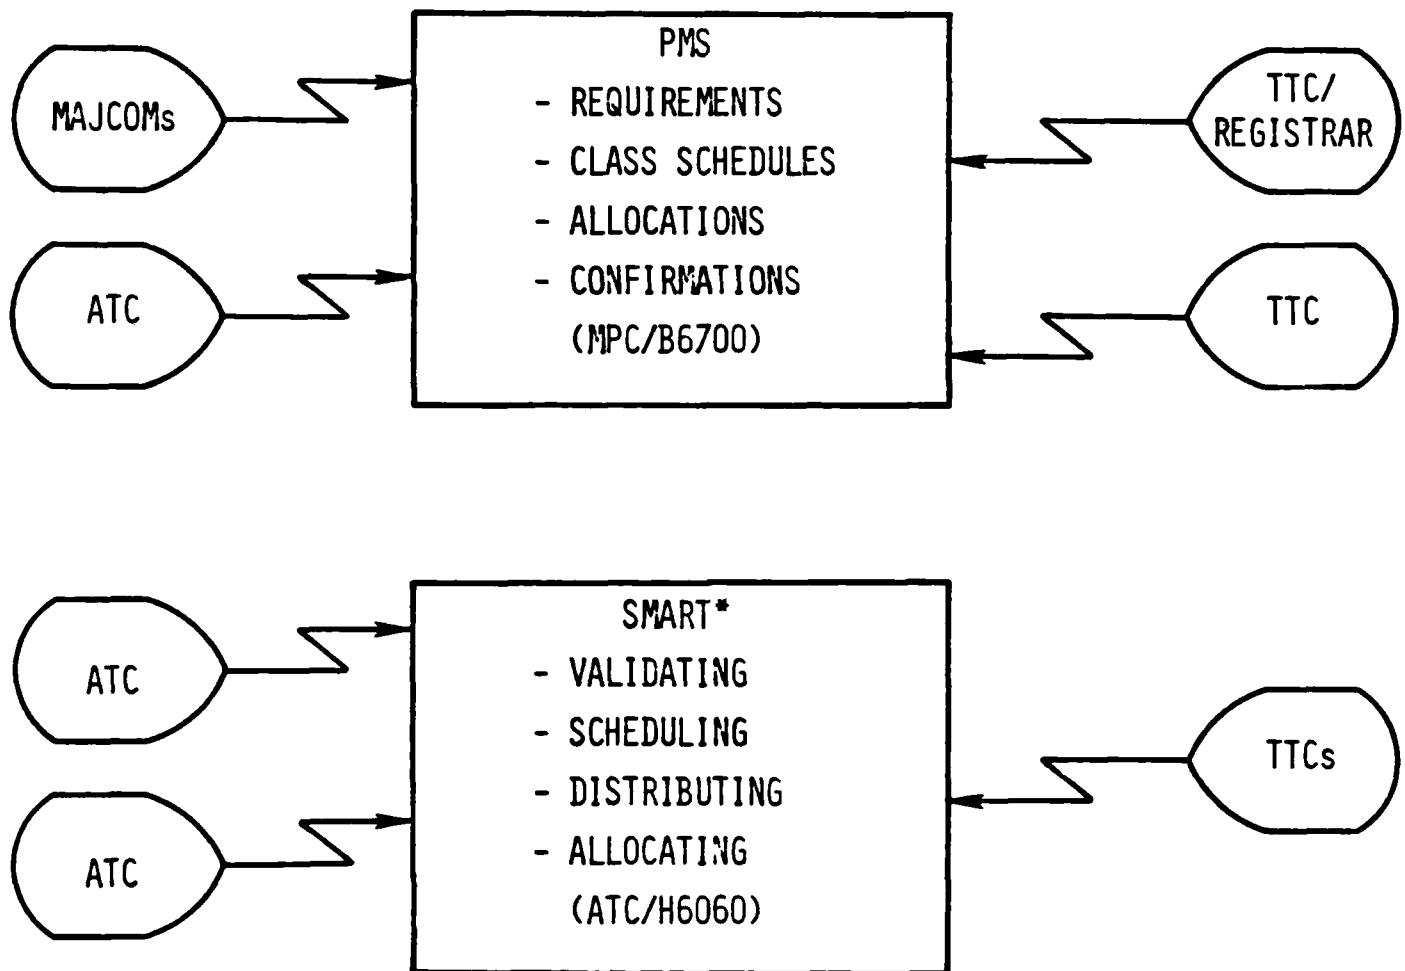 MAJCOMs
ATC
PMS
- REQUIREMENTS
- CLASS SCHEDULES
- ALLOCATIONS
- CONFIRMATIONS
(MPC/B6700)
TTC/
REGISTRAR
TTC
ATC
ATC
SMART*
- VALIDATING
- SCHEDULING
- DISTRIBUTING
- ALLOCATING
(ATC/H6060)
TTCs